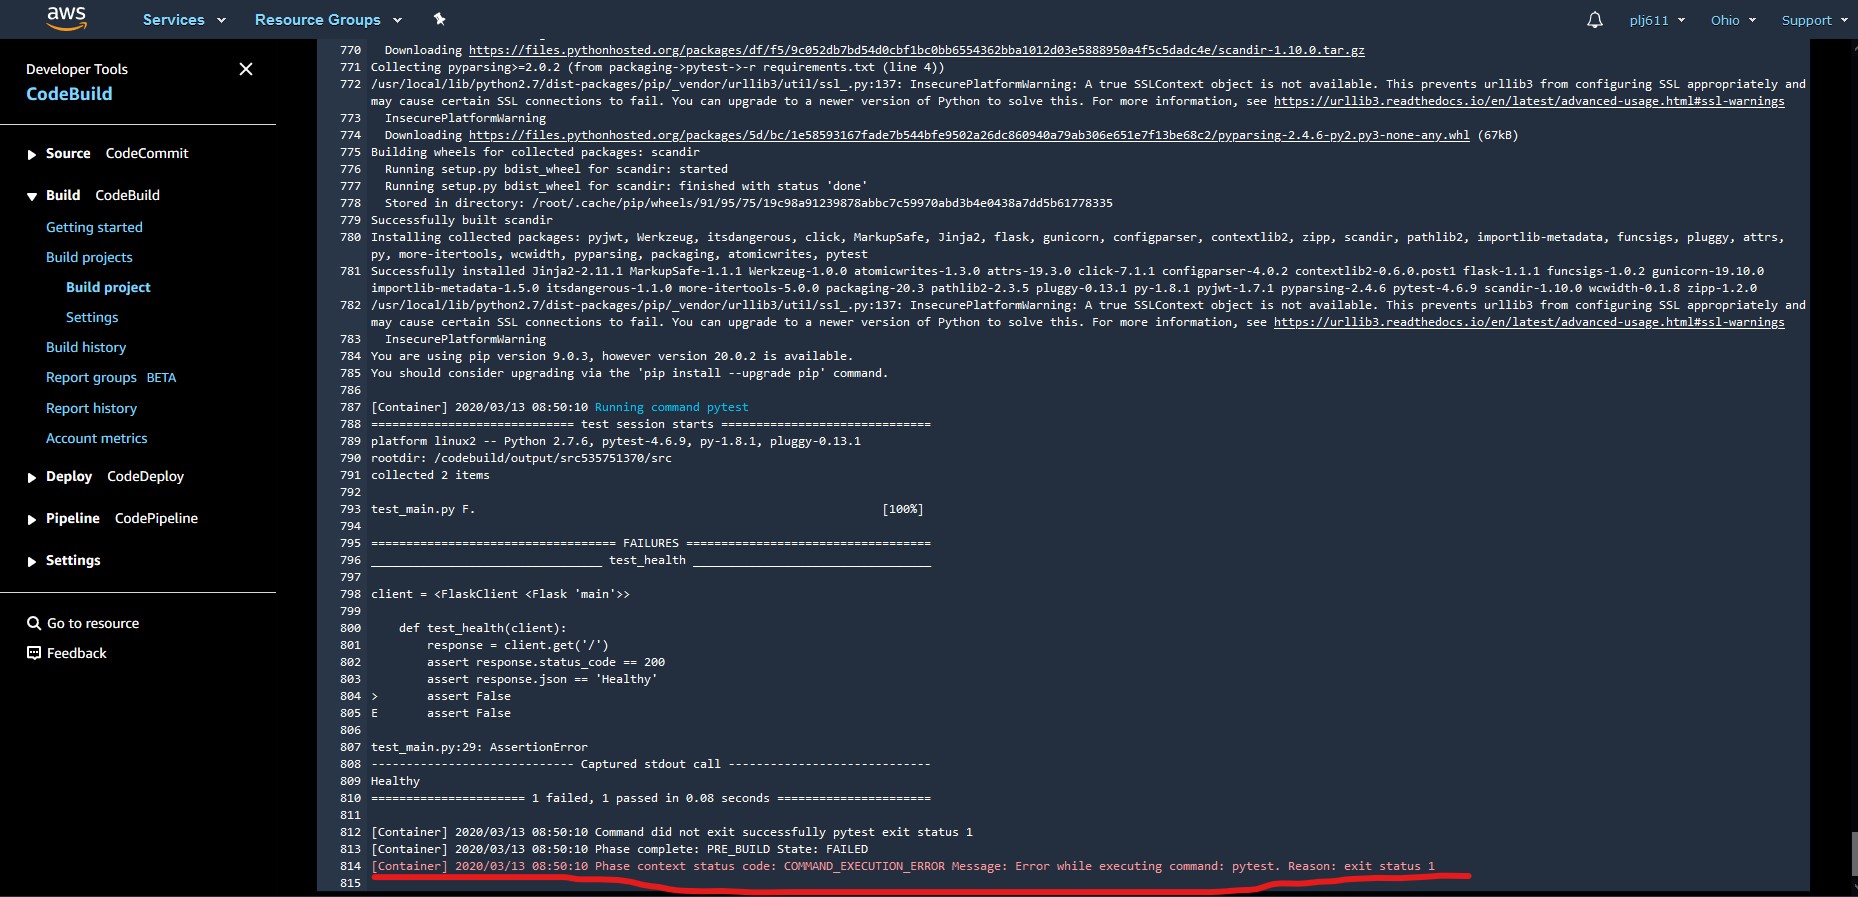 aws
Services
Resource Groups
plj611
Ohio
Support
Developer Tools
CodeBuild
Source CodeCommit
Build CodeBuild
Getting started
Build projects
Build project
Settings
Build history
Report groups BETA
Report history
Account metrics
Deploy CodeDeploy
Pipeline CodePipeline
Settings
Go to resource
Feedback
770 Downloading https://files.pythonhosted.org/packages/df/f5/9c052db7bd54d0cbf1bc0bb6554362bba1012d03e5888950a4f5c5dadc4e/scandir-1.10.0.tar.gz
771 Collecting pyparsing>=2.0.2 (from packaging->pytest->-r requirements.txt (line 4))
772 /usr/local/lib/python2.7/dist-packages/pip/_vendor/urllib3/util/ssl_.py:137: InsecurePlatformWarning: A true SSLContext object is not available. This prevents urllib3 from configuring SSL appropriately and
may cause certain SSL connections to fail. You can upgrade to a newer version of Python to solve this. For more information, see https://urllib3.readthedocs.io/en/latest/advanced-usage.html#ssl-warnings
773 InsecurePlatformWarning
774 Downloading https://files.pythonhosted.org/packages/5d/bc/1e58593167fade7b544bfe9502a26dc860940a79ab306e651e7f13be68c2/pyparsing-2.4.6-py2.py3-none-any.whl (67kB)
775 Building wheels for collected packages: scandir
776 Running setup.py bdist_wheel for scandir: started
777 Running setup.py bdist_wheel for scandir: finished with status 'done'
778 Stored in directory: /root/.cache/pip/wheels/91/95/75/19c98a91239878abbc7c59970abd3b4e0438a7dd5b61778335
779 Successfully built scandir
780 Installing collected packages: pyjwt, Werkzeug, itsdangerous, click, MarkupSafe, Jinja2, flask, gunicorn, configparser, contextlib2, zipp, scandir, pathlib2, importlib-metadata, funcsigs, pluggy, attrs,
py, more-itertools, wcwidth, pyparsing, packaging, atomicwrites, pytest
781 Successfully installed Jinja2-2.11.1 MarkupSafe-1.1.1 Werkzeug-1.0.0 atomicwrites-1.3.0 attrs-19.3.0 click-7.1.1 configparser-4.0.2 contextlib2-0.6.0.post1 flask-1.1.1 funcsigs-1.0.2 gunicorn-19.10.0
importlib-metadata-1.5.0 itsdangerous-1.1.0 more-itertools-5.0.0 packaging-20.3 pathlib2-2.3.5 pluggy-0.13.1 py-1.8.1 pyjwt-1.7.1 pyparsing-2.4.6 pytest-4.6.9 scandir-1.10.0 wcwidth-0.1.8 zipp-1.2.0
782 /usr/local/lib/python2.7/dist-packages/pip/_vendor/urllib3/util/ssl_.py:137: InsecurePlatformWarning: A true SSLContext object is not available. This prevents urllib3 from configuring SSL appropriately and
may cause certain SSL connections to fail. You can upgrade to a newer version of Python to solve this. For more information, see https://urllib3.readthedocs.io/en/latest/advanced-usage.html#ssl-warnings
783 InsecurePlatformWarning
784 You are using pip version 9.0.3, however version 20.0.2 is available.
785 You should consider upgrading via the 'pip install --upgrade pip' command.
786
787 [Container] 2020/03/13 08:50:10 Running command pytest
788 ============================= test session starts ==============================
789 platform linux2 -- Python 2.7.6, pytest-4.6.9, py-1.8.1, pluggy-0.13.1
790 rootdir: /codebuild/output/src535751370/src
791 collected 2 items
792
793 test_main.py F. [100%]
794
795 =================================== FAILURES ===================================
796 _________________________________ test_health __________________________________
797
798 client = <FlaskClient <Flask 'main'>>
799
800 def test_health(client):
801 response = client.get('/')
802 assert response.status_code == 200
803 assert response.json == 'Healthy'
804 > assert False
805 E assert False
806
807 test_main.py:29: AssertionError
808 ----------------------------- Captured stdout call -----------------------------
809 Healthy
810 ====================== 1 failed, 1 passed in 0.08 seconds ======================
811
812 [Container] 2020/03/13 08:50:10 Command did not exit successfully pytest exit status 1
813 [Container] 2020/03/13 08:50:10 Phase complete: PRE_BUILD State: FAILED
814 [Container] 2020/03/13 08:50:10 Phase context status code: COMMAND_EXECUTION_ERROR Message: Error while executing command: pytest. Reason: exit status 1
815